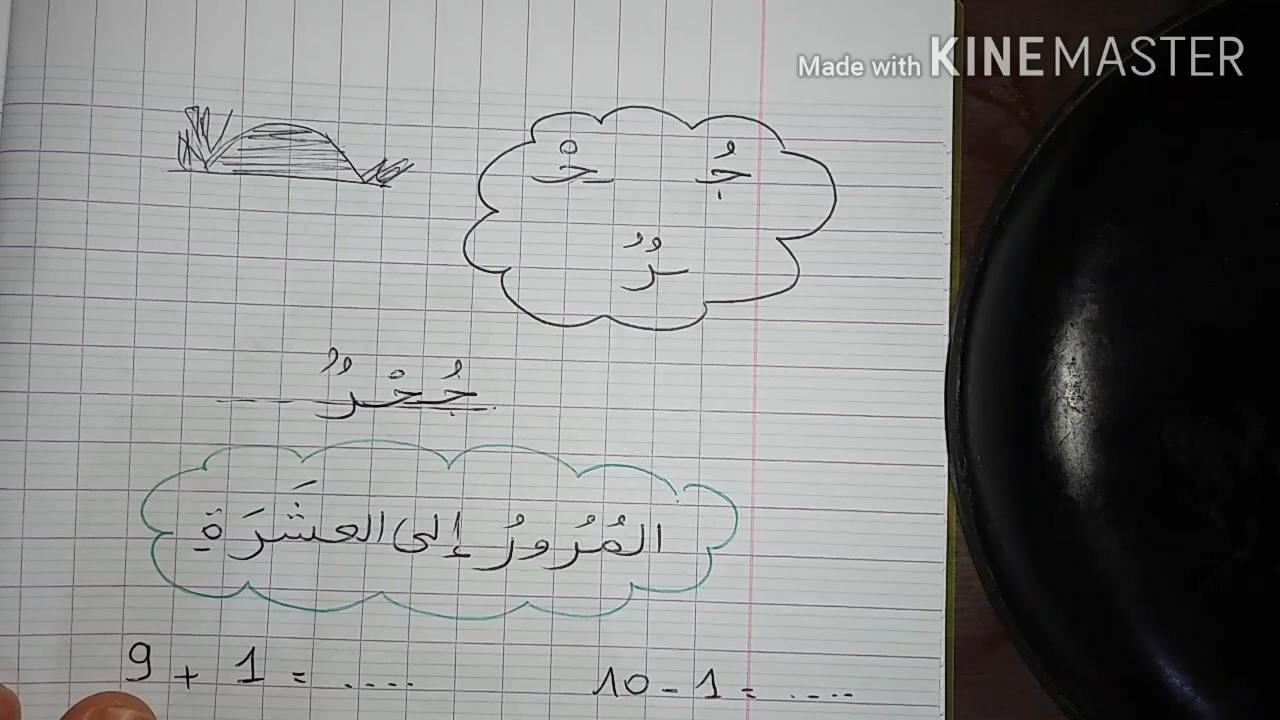 Made with KINEMASTER
جُـ ـحْـ
ـرٌ
جُحْرٌ
المُرُورُ إلى العشَرَةِ
9 + 1 = ....
10 - 1 = ....